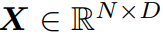 X ∈ ℝ^{N×D}